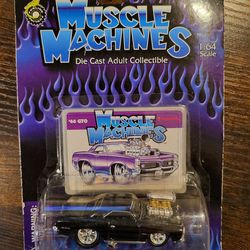 MUSCLE
MACHINES
Die Cast Adult Collectible
1:64
Scale
'66 GTO
MUSCLE
MACHINES
WARNING: